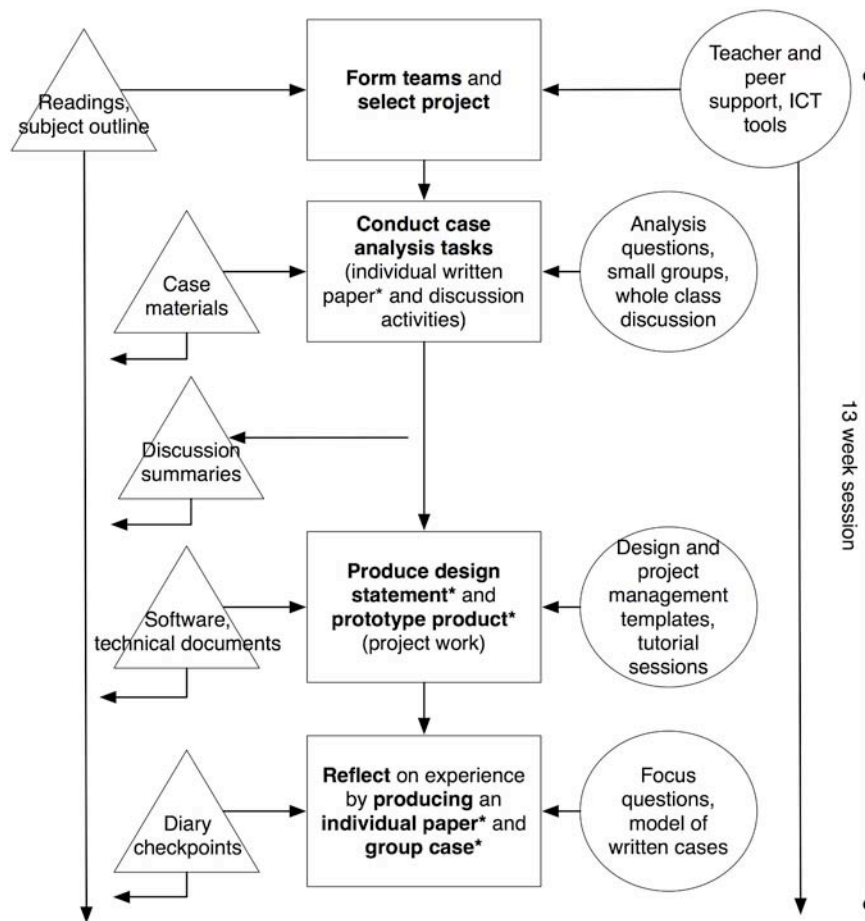 Readings,
subject outline
Form teams and
select project
Teacher and
peer
support, ICT
tools
Case
materials
Conduct case
analysis tasks
(individual written
paper* and discussion
activities)
Analysis
questions,
small groups,
whole class
discussion
13 week session
Discussion
summaries
Software,
technical documents
Produce design
statement* and
prototype product*
(project work)
Design and
project
management
templates,
tutorial
sessions
Diary
checkpoints
Reflect on experience
by producing an
individual paper* and
group case*
Focus
questions,
model of
written cases